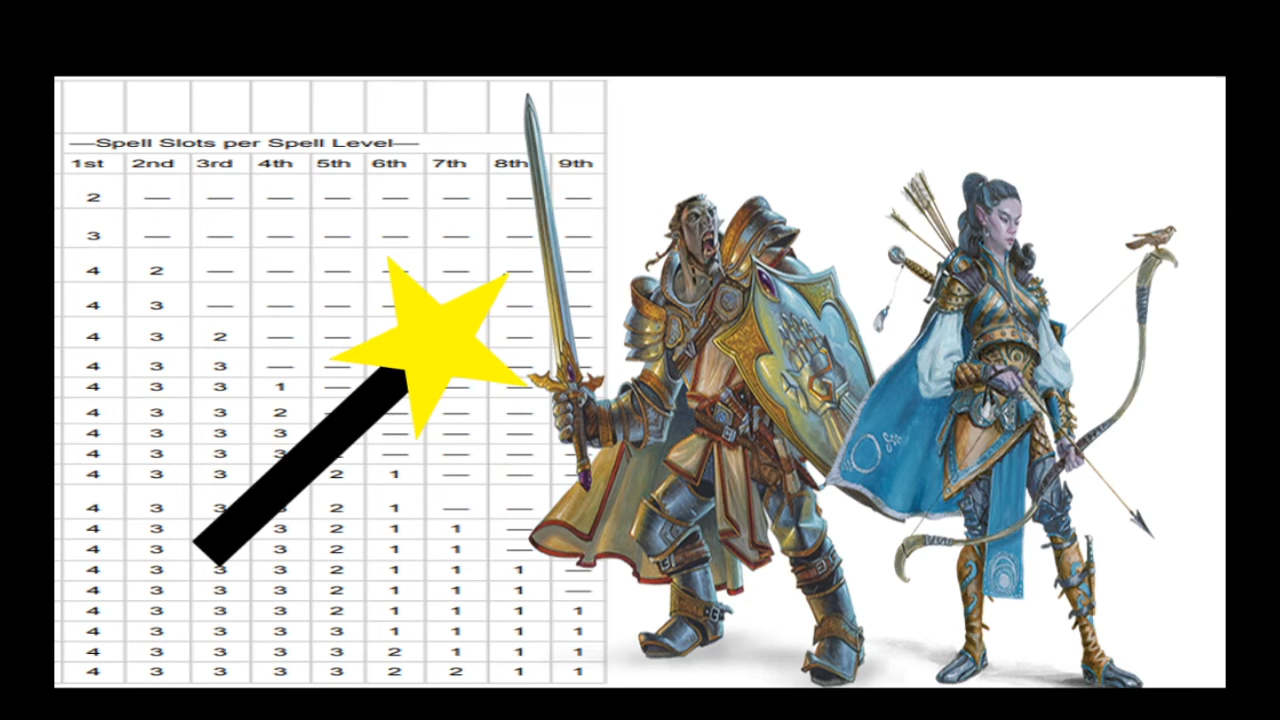 —Spell Slots per Spell Level—
1st 2nd 3rd 4th 5th 6th 7th 8th 9th
2 — — — — — — — —
3 — — — — — — — —
4 2 — — — — — — —
4 3 — — — — —
4 3 2 — — — —
4 3 3 — — — —
4 3 3 1 — — —
4 3 3 2 — — — —
4 3 3 3 — — —
4 3 3 3 — — — —
4 3 3 2 1 — —
4 3 3 2 1 — —
4 3 3 3 2 1 1 —
4 3 3 3 2 1 1 —
4 3 3 3 2 1 1 1 —
4 3 3 3 2 1 1 1 —
4 3 3 3 2 1 1 1 1
4 3 3 3 3 1 1 1 1
4 3 3 3 3 2 1 1 1
4 3 3 3 3 2 2 1 1